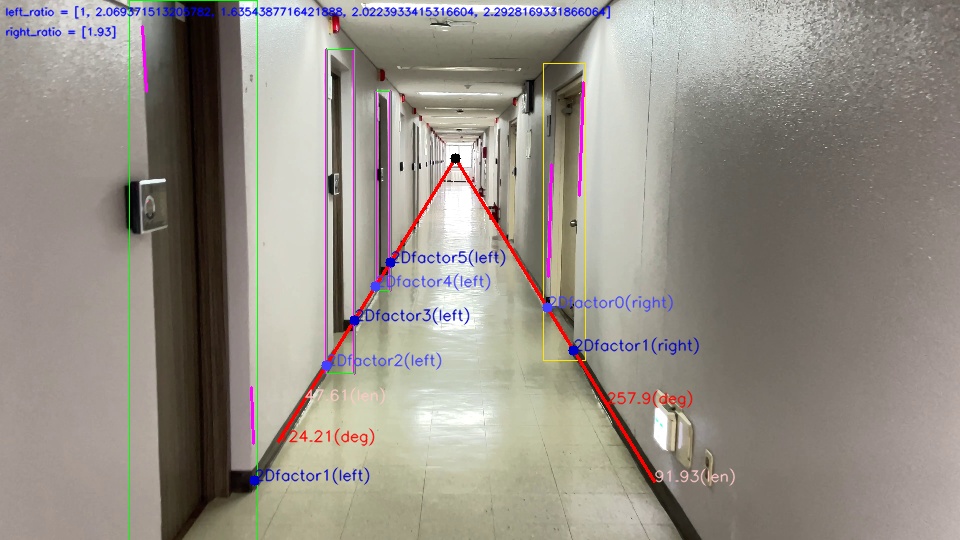 left_ratio = [1, 2.069371513205782, 1.6354387716421888, 2.0223933415316604, 2.2928169331866064]
right_ratio = [1.93]
2Dfactor5(left)
2Dfactor4(left)
2Dfactor0(right)
2Dfactor3(left)
2Dfactor1(right)
2Dfactor2(left)
47.61(len)
257.9(deg)
24.21(deg)
2Dfactor1(left)
91.93(len)